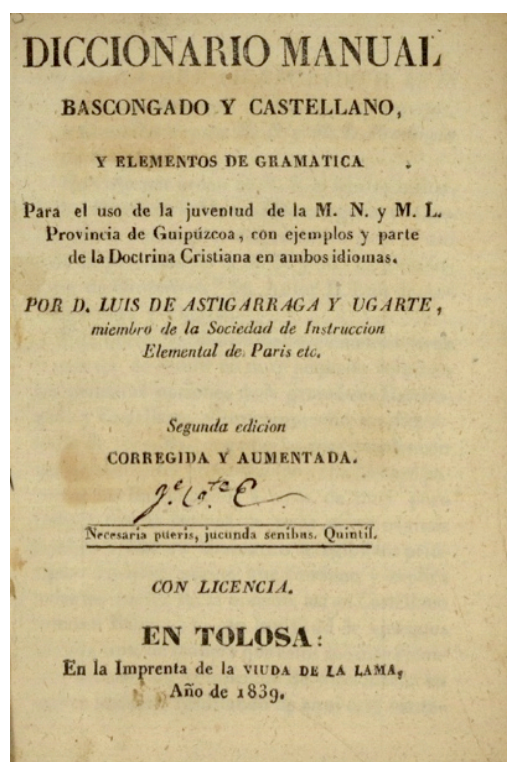 DICCIONARIO MANUAL
BASCONGADO Y CASTELLANO,
Y ELEMENTOS DE GRAMATICA
Para el uso de la juventud de la M. N. y M. L.
Provincia de Guipúzcoa, con ejemplos y parte
de la Doctrina Cristiana en ambos idiomas.
POR D. LUIS DE ASTIGARRAGA Y UGARTE,
miembro de la Sociedad de Instruccion
Elemental de Paris etc.
Segunda edicion
CORREGIDA Y AUMENTADA.
Necesaria pueris, jucunda senibus. Quintil.
CON LICENCIA.
EN TOLOSA:
En la Imprenta de la VIUDA DE LA LAMA,
Año de 1839.